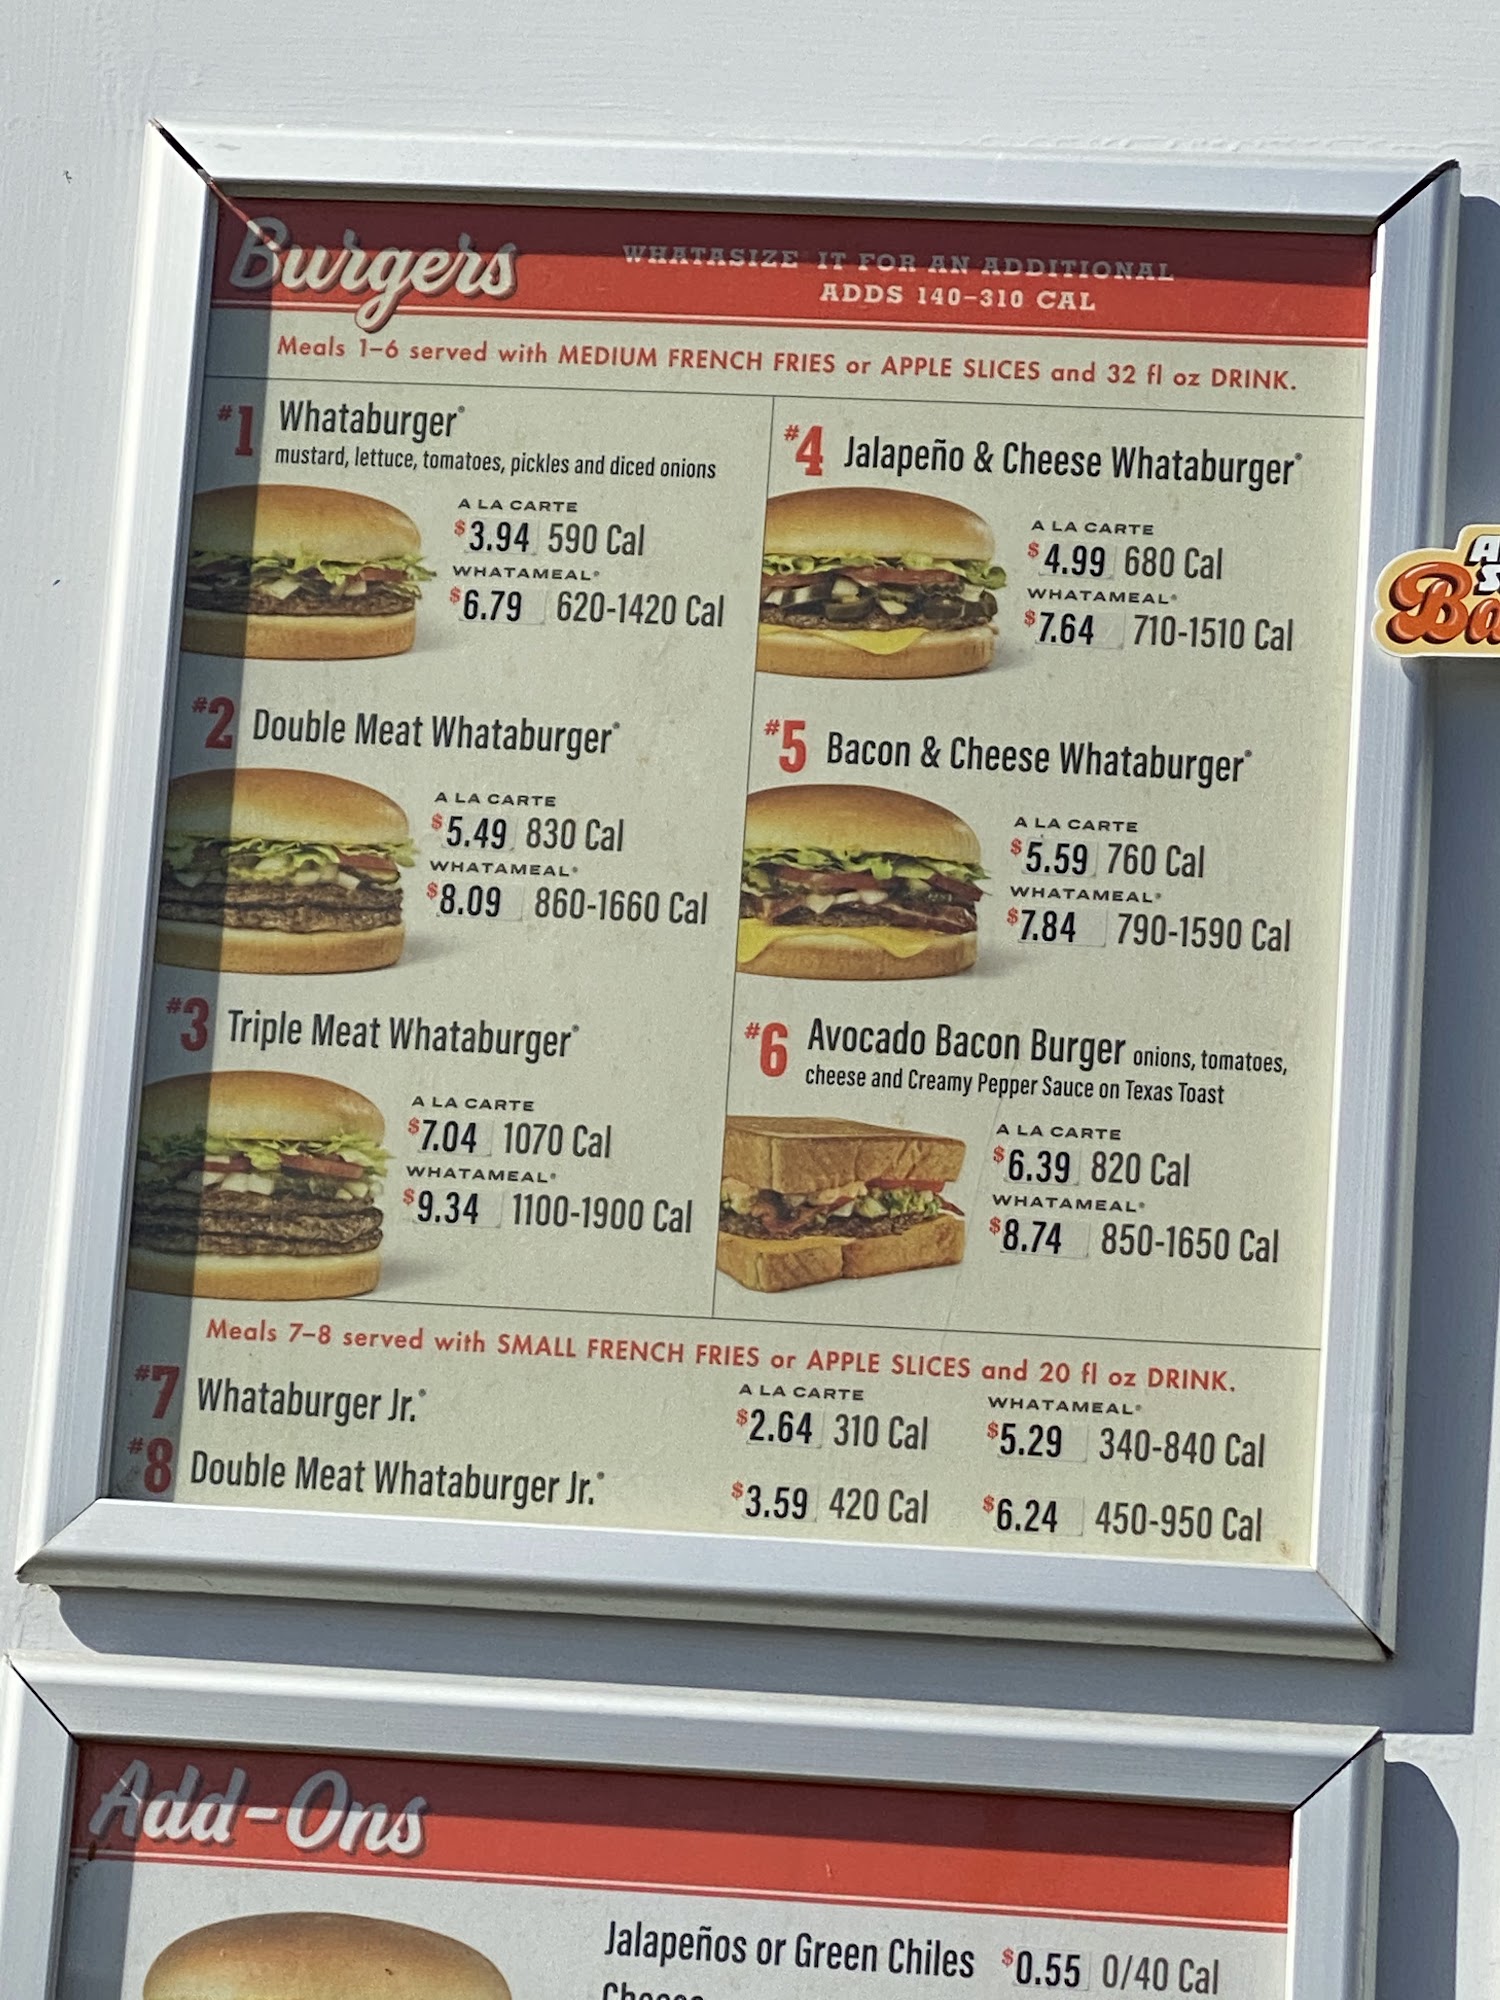 Burgers
WHATASIZE IT FOR AN ADDITIONAL
ADDS 140-310 CAL
Meals 1-6 served with MEDIUM FRENCH FRIES or APPLE SLICES and 32 fl oz DRINK.
#1 Whataburger®
mustard, lettuce, tomatoes, pickles and diced onions
A LA CARTE
$3.94 590 Cal
WHATAMEAL®
$6.79 620-1420 Cal
#2 Double Meat Whataburger®
A LA CARTE
$5.49 830 Cal
WHATAMEAL®
$8.09 860-1660 Cal
#3 Triple Meat Whataburger®
A LA CARTE
$7.04 1070 Cal
WHATAMEAL®
$9.34 1100-1900 Cal
#4 Jalapeño & Cheese Whataburger®
A LA CARTE
$4.99 680 Cal
WHATAMEAL®
$7.64 710-1510 Cal
#5 Bacon & Cheese Whataburger®
A LA CARTE
$5.59 760 Cal
WHATAMEAL®
$7.84 790-1590 Cal
#6 Avocado Bacon Burger onions, tomatoes,
cheese and Creamy Pepper Sauce on Texas Toast
A LA CARTE
$6.39 820 Cal
WHATAMEAL®
$8.74 850-1650 Cal
Meals 7-8 served with SMALL FRENCH FRIES or APPLE SLICES and 20 fl oz DRINK.
A LA CARTE WHATAMEAL®
#7 Whataburger Jr.® $2.64 310 Cal $5.29 340-840 Cal
#8 Double Meat Whataburger Jr.® $3.59 420 Cal $6.24 450-950 Cal
Add-Ons
Jalapeños or Green Chiles $0.55 0/40 Cal
Cheese